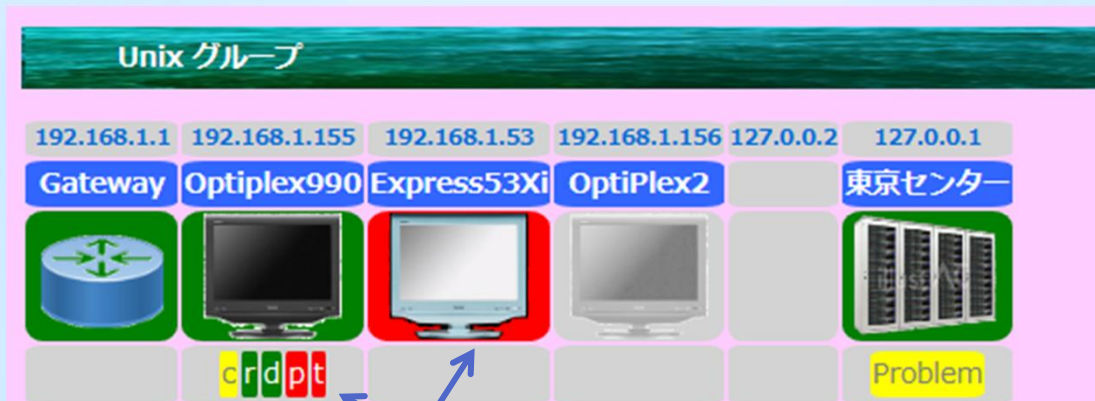 Unix グループ
192.168.1.1 192.168.1.155 192.168.1.53 192.168.1.156 127.0.0.2 127.0.0.1
Gateway Optiplex990 Express53Xi OptiPlex2 東京センター
c r d p t Problem